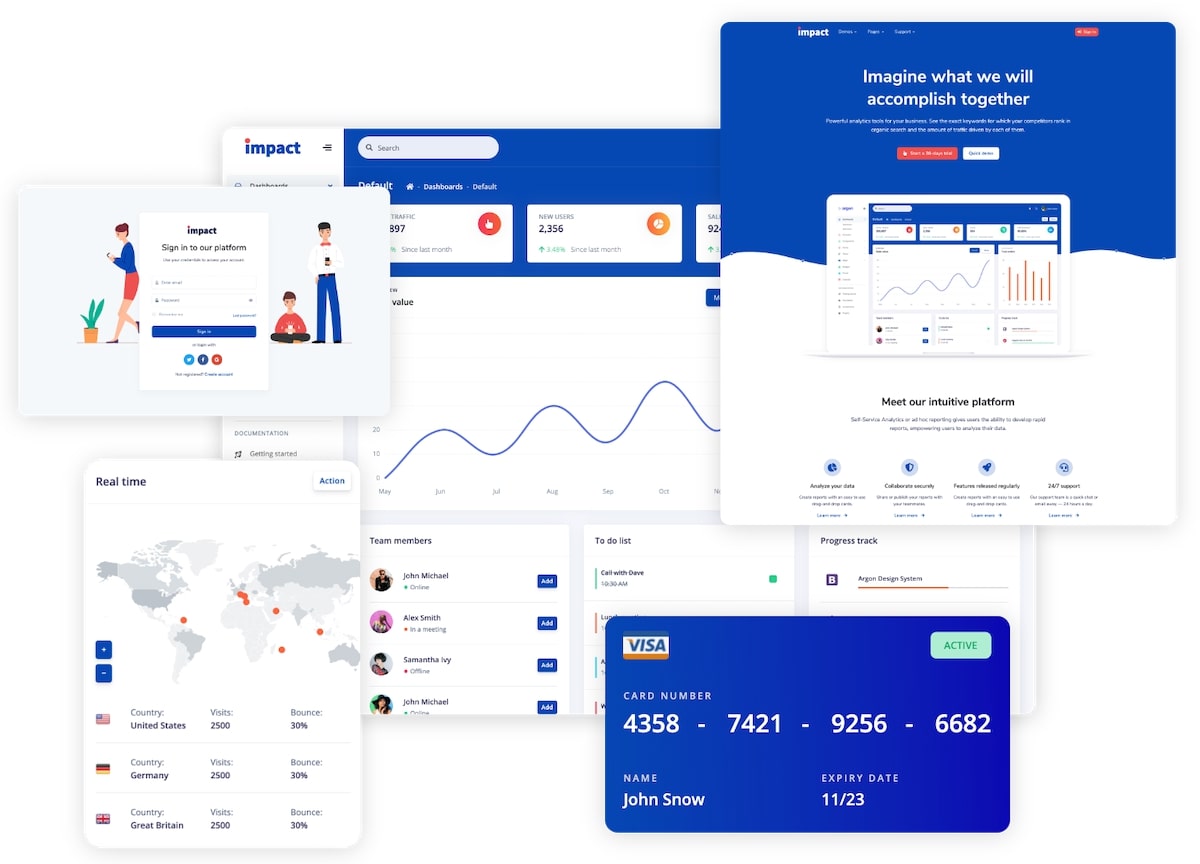 impact
Demos
Pages
Support
Sign in
Imagine what we will
accomplish together
Powerful analytics tools for your business. See the exact keywords for which your competitors rank in
organic search and the amount of traffic driven by each of them.
Start a 30-days trial
Quick demo
Meet our intuitive platform
Self-Service Analytics or ad hoc reporting gives users the ability to develop rapid
reports, empowering users to analyze their data.
Analyze your data
Create reports with an easy to use
drag-and-drop cards.
Learn more
Collaborate securely
Share or publish your reports with
your teammates.
Learn more
Features released regularly
Create reports with an easy to use
drag-and-drop cards.
Learn more
24/7 support
Our support team is a quick chat or
email away — 24 hours a day.
Learn more
impact
Search
Dashboards
Default
Dashboards - Default
TRAFFIC
897
Since last month
NEW USERS
2,356
3.48% Since last month
924
value
20
10
0
May Jun Jul Aug Sep Oct
DOCUMENTATION
Getting started
impact
Sign in to our platform
Use your credentials to access your account
Enter email
Password
Remember me
Lost password?
Sign in
or login with
Not registered? Create account
Real time
Action
+
-
Country: Visits: Bounce:
United States 2500 30%
Country: Visits: Bounce:
Germany 2500 30%
Country: Visits: Bounce:
Great Britain 2500 30%
Team members
John Michael
Online
Add
Alex Smith
In a meeting
Add
Samantha Ivy
Offline
Add
John Michael
Online
Add
To do list
Call with Dave
10:30 AM
Progress track
B
Argon Design System
VISA
ACTIVE
CARD NUMBER
4358 - 7421 - 9256 - 6682
NAME
John Snow
EXPIRY DATE
11/23